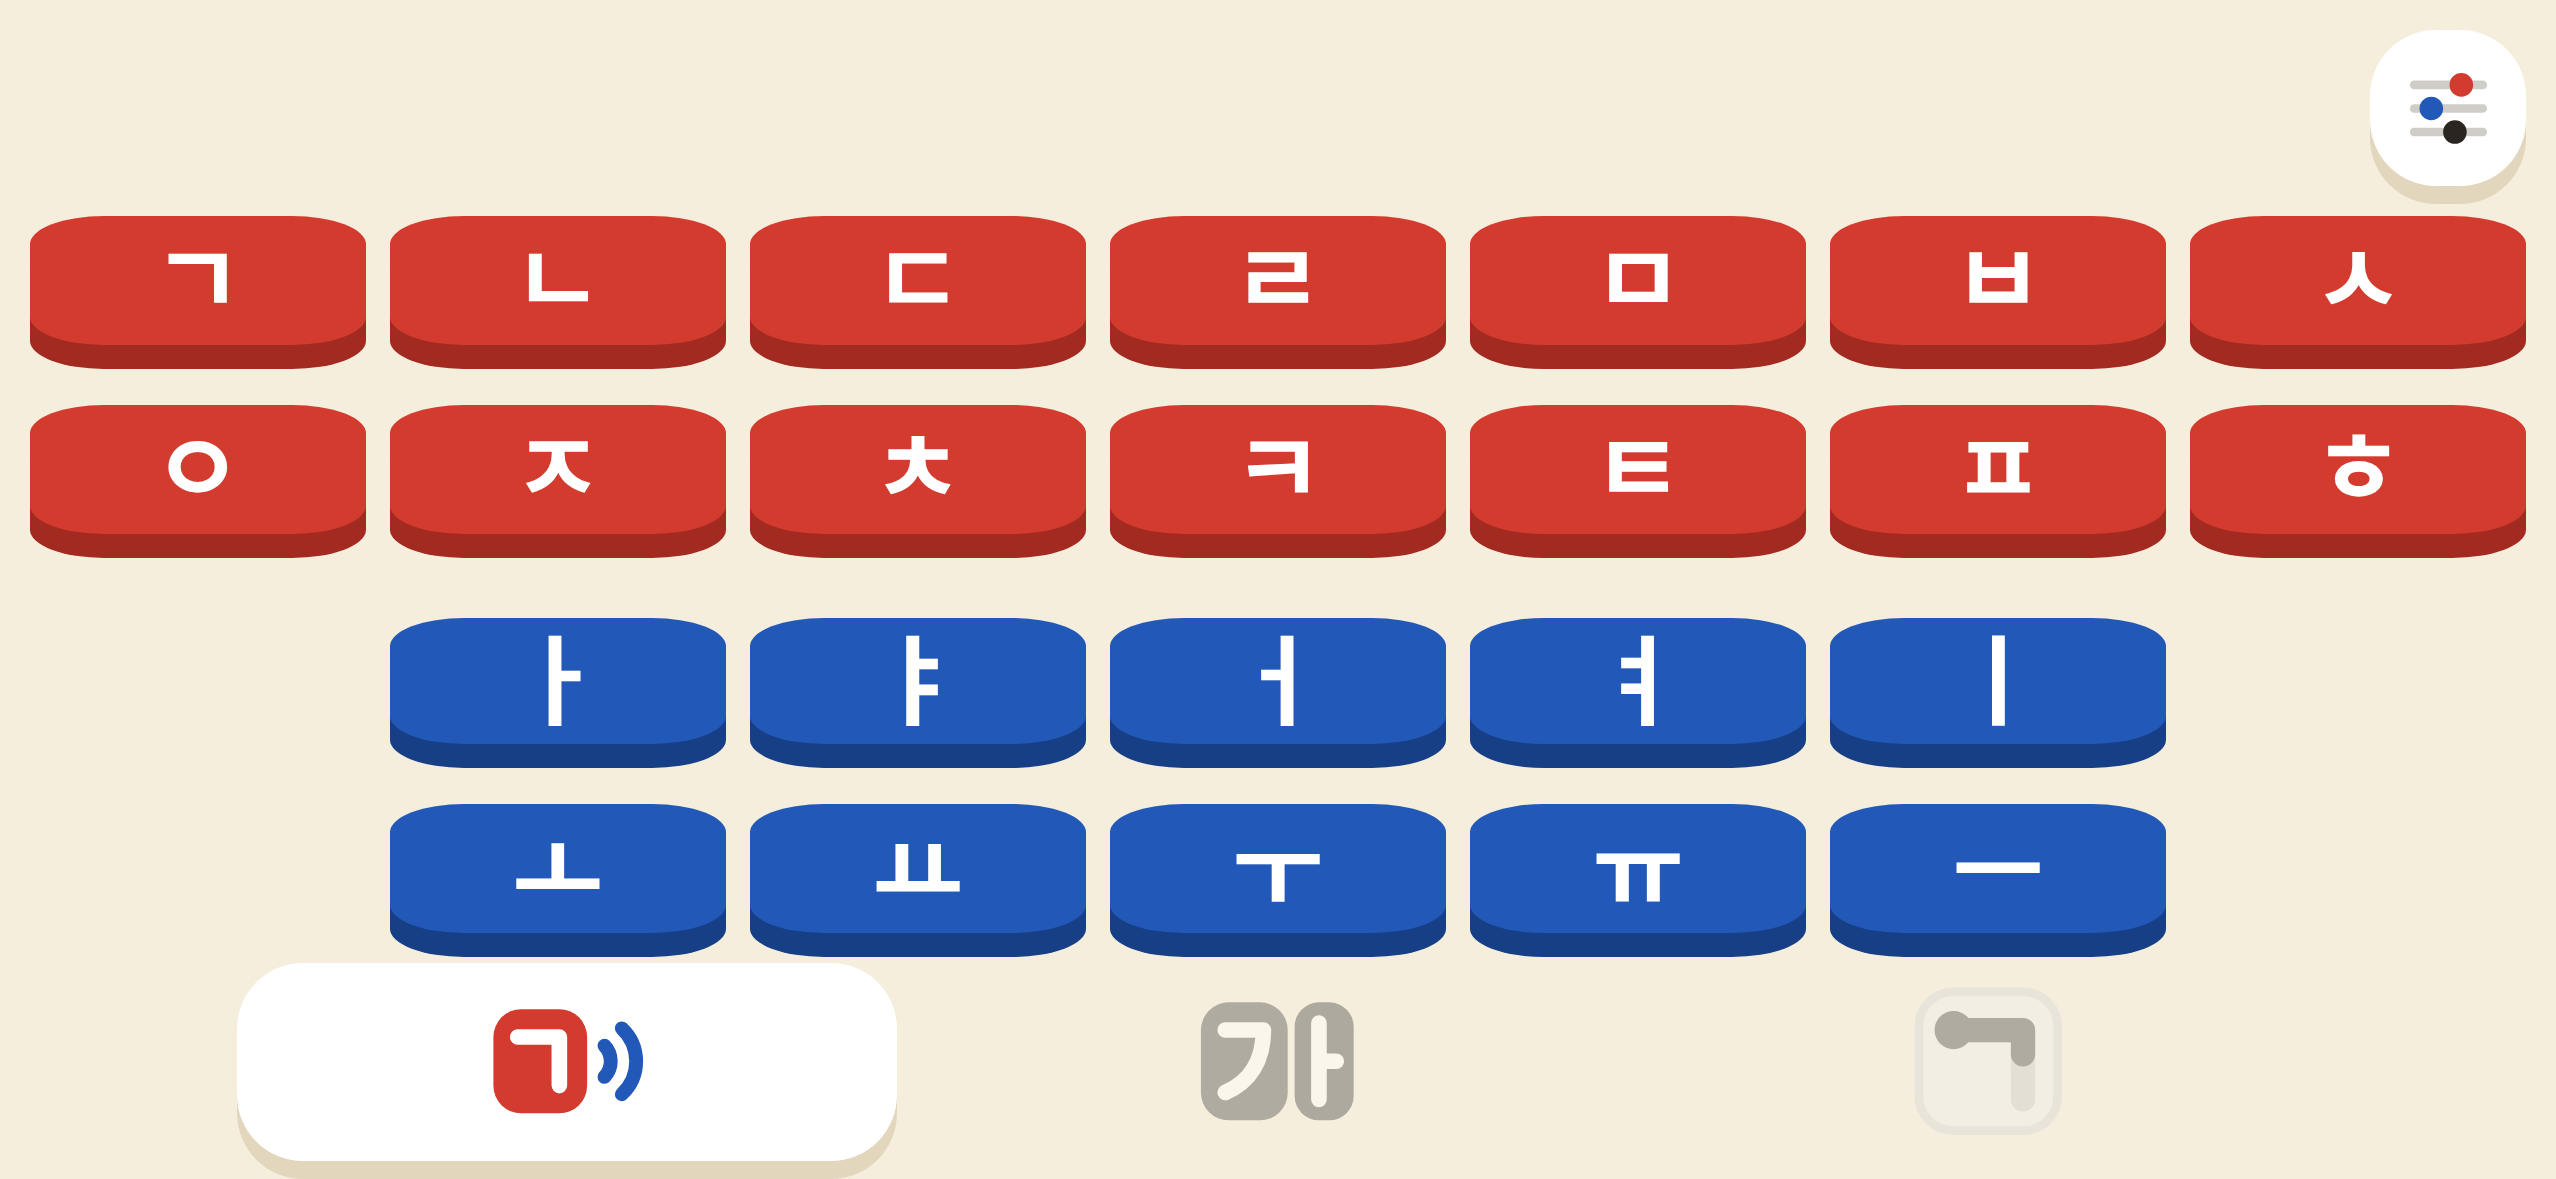 ㄱ ㄴ ㄷ ㄹ ㅁ ㅂ ㅅ
ㅇ ㅈ ㅊ ㅋ ㅌ ㅍ ㅎ
ㅏ ㅑ ㅓ ㅕ ㅣ
ㅗ ㅛ ㅜ ㅠ ㅡ
ㄱ 가 ㄱ